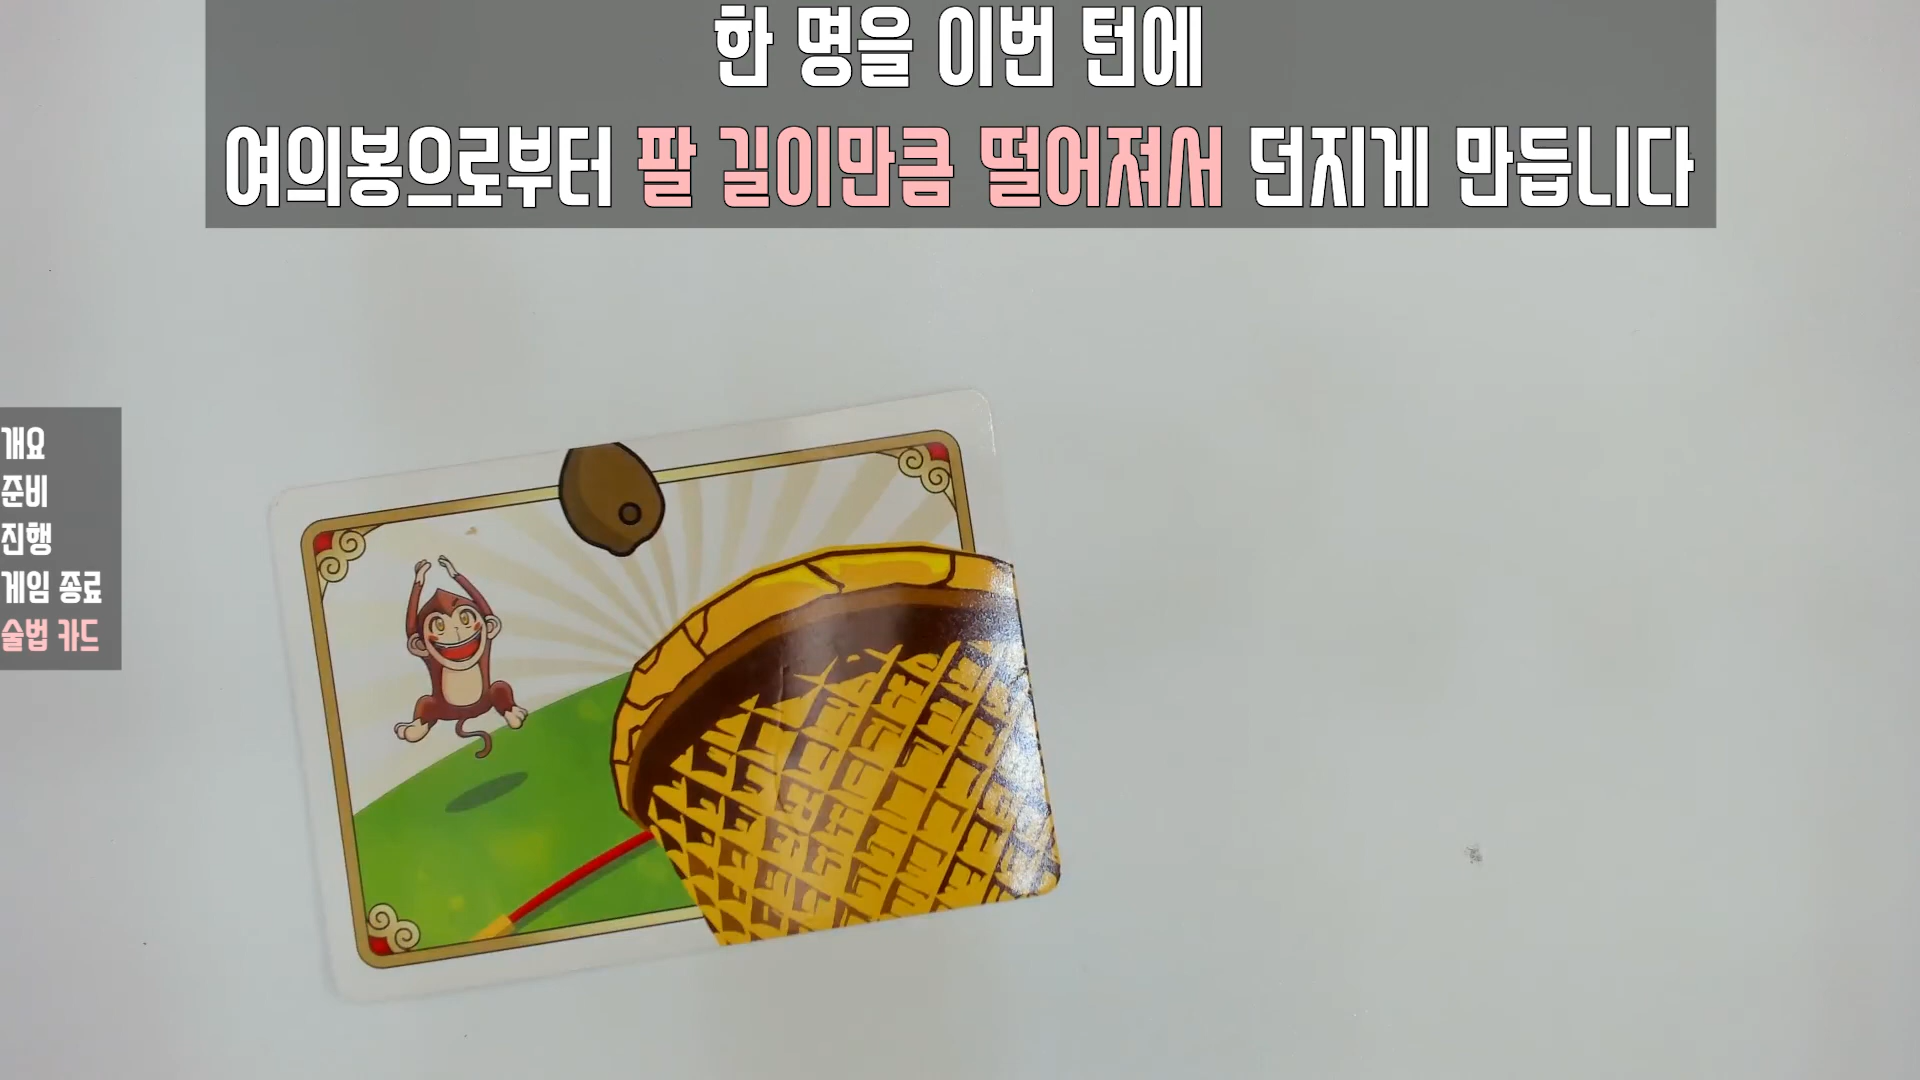 한 명을 이번 턴에
여의봉으로부터 팔 길이만큼 떨어져서 던지게 만듭니다
개요
준비
진행
게임 종료
술법 카드